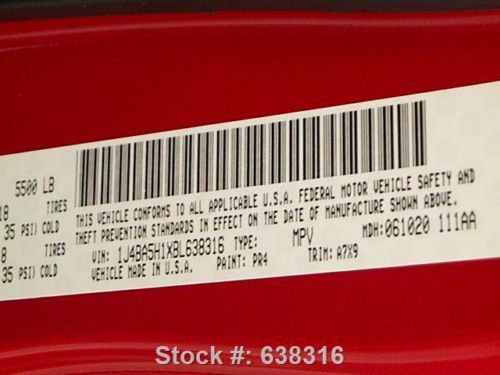 5500 LB
18 TIRES
35 PSI) COLD
8 TIRES
35 PSI) COLD
THIS VEHICLE CONFORMS TO ALL APPLICABLE U.S.A. FEDERAL MOTOR VEHICLE SAFETY AND
THEFT PREVENTION STANDARDS IN EFFECT ON THE DATE OF MANUFACTURE SHOWN ABOVE.
VIN: 1J4BA5H1XBL638316 TYPE: MPV MDH:061020 111AA
VEHICLE MADE IN U.S.A. PAINT: PR4 TRIM: A7X9
Stock #: 638316